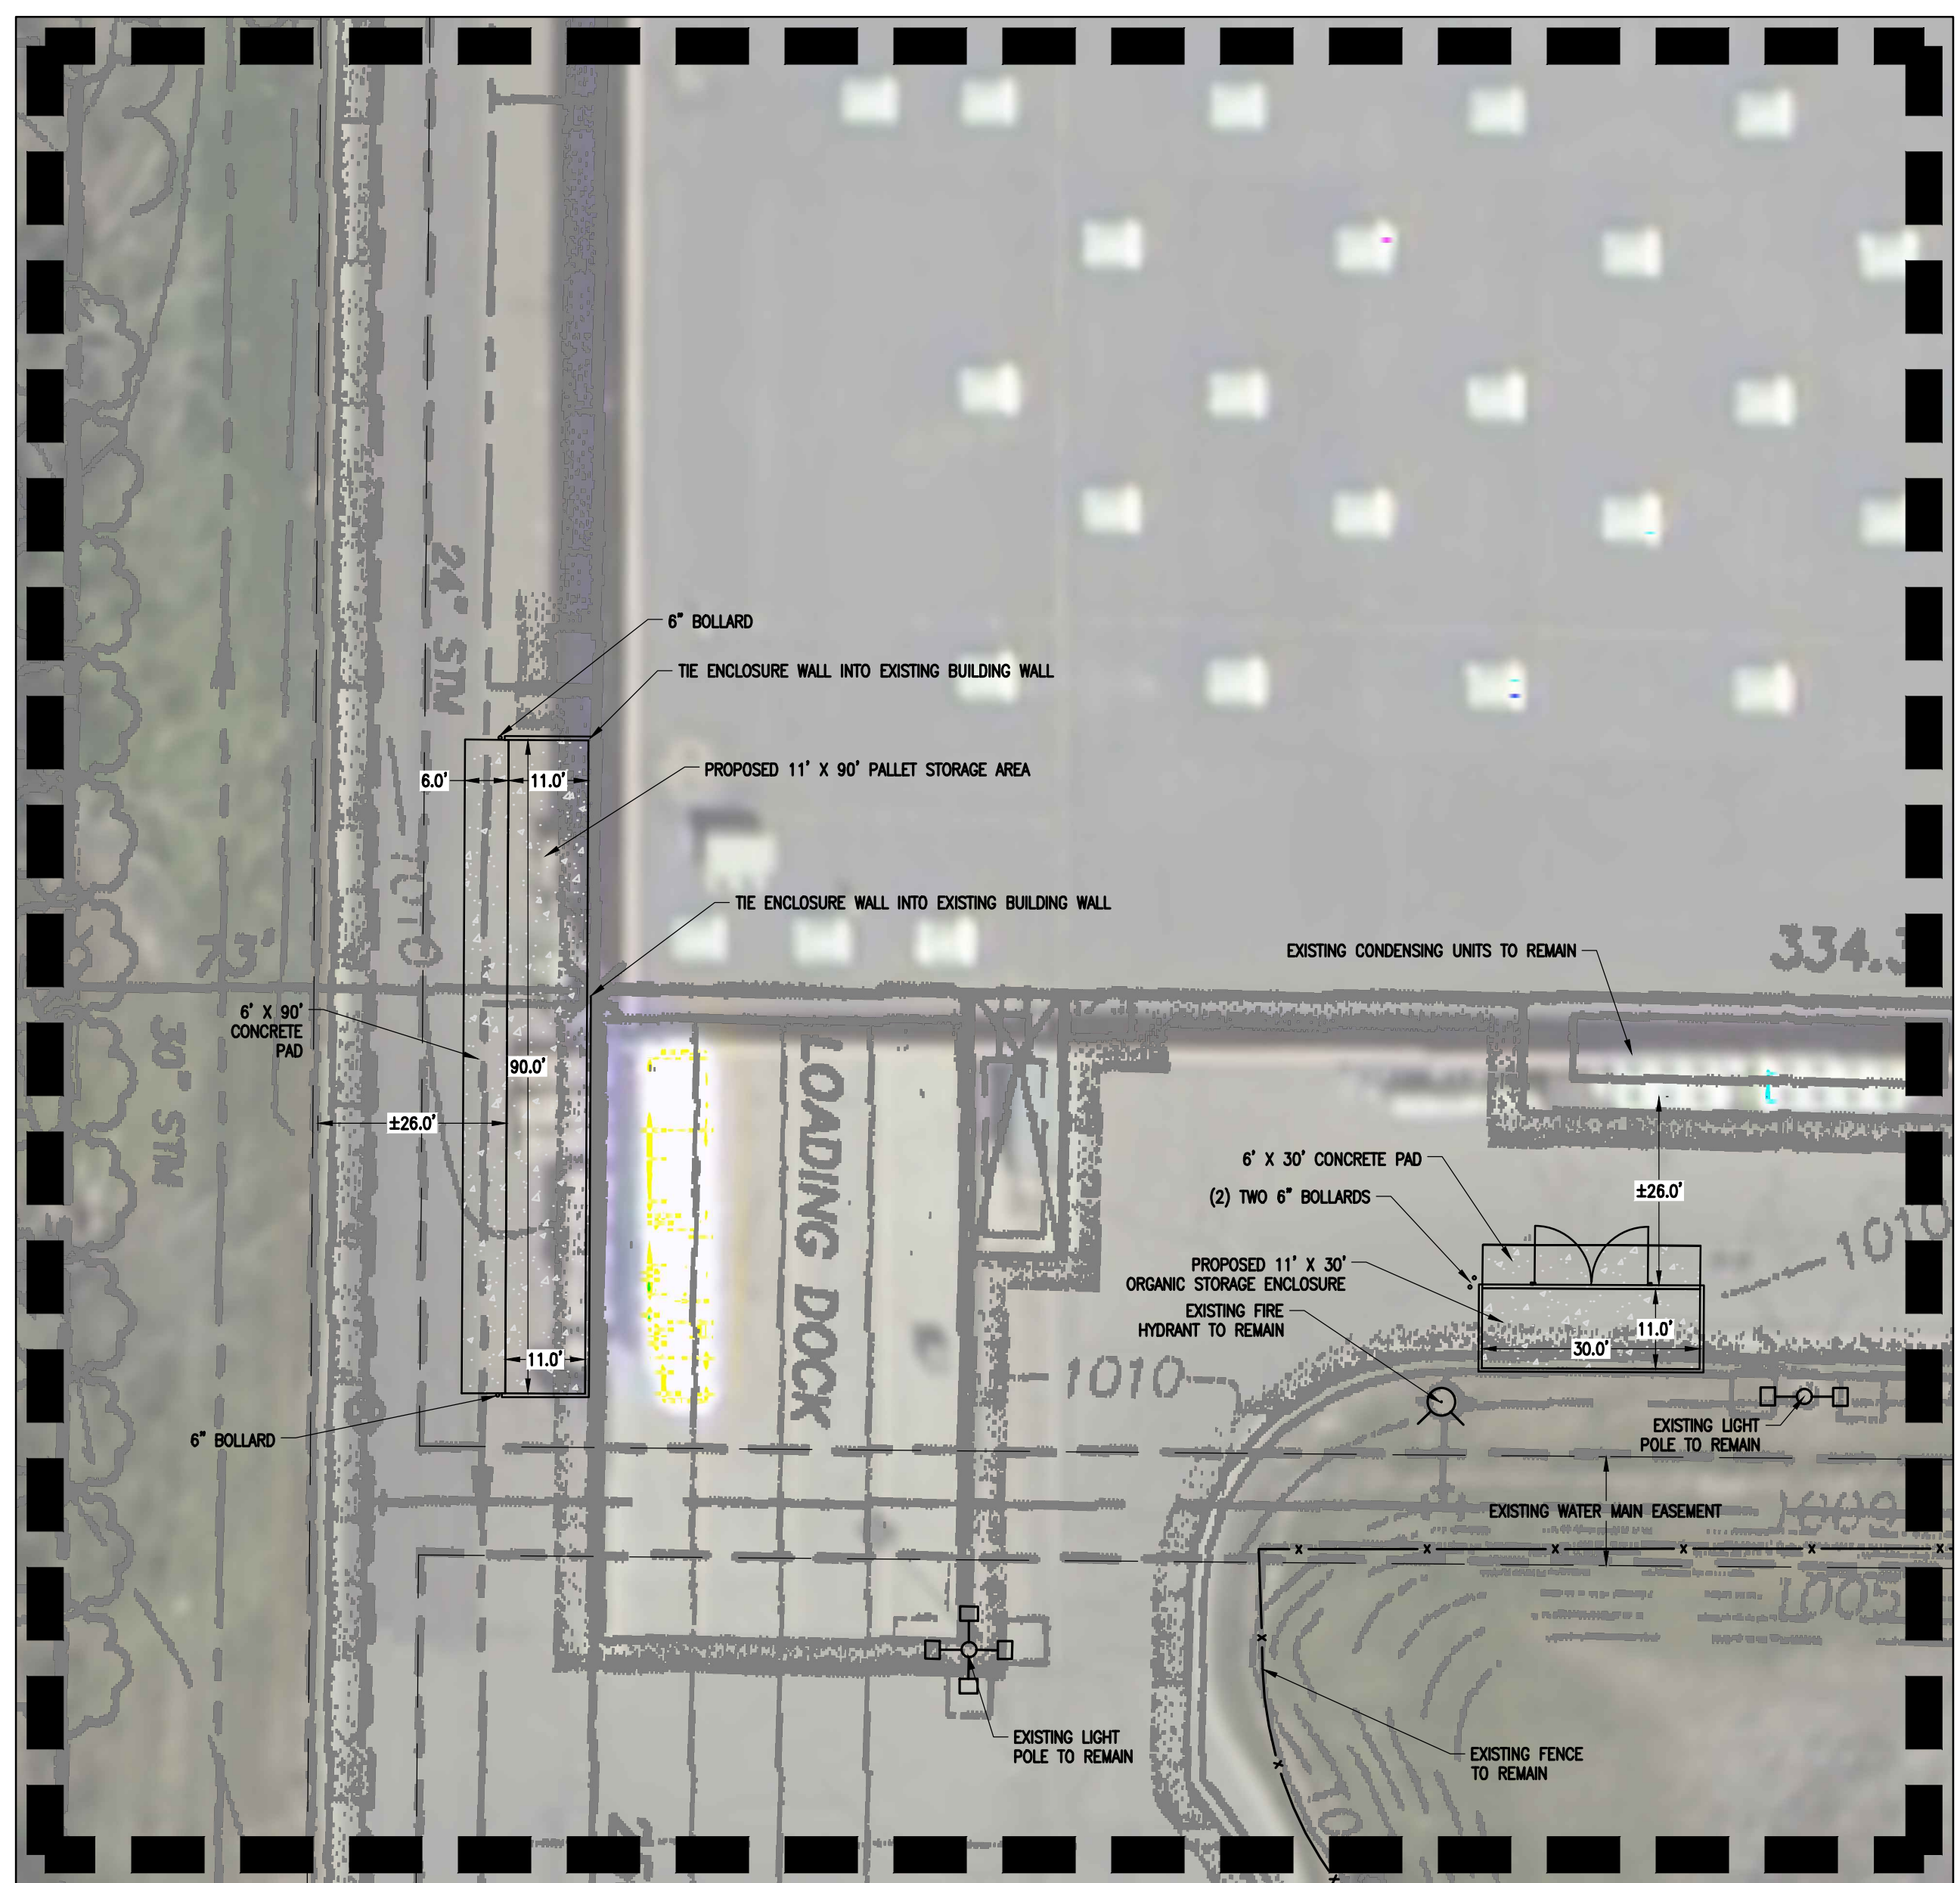 24" STM
6" BOLLARD
TIE ENCLOSURE WALL INTO EXISTING BUILDING WALL
6.0'
11.0'
PROPOSED 11' X 90' PALLET STORAGE AREA
TIE ENCLOSURE WALL INTO EXISTING BUILDING WALL
73'
1010
EXISTING CONDENSING UNITS TO REMAIN
334.3
6' X 90'
CONCRETE
PAD
30" STM
90.0'
±26.0'
LOADING DOCK
6' X 30' CONCRETE PAD
(2) TWO 6" BOLLARDS
±26.0'
1010
PROPOSED 11' X 30'
ORGANIC STORAGE ENCLOSURE
EXISTING FIRE
HYDRANT TO REMAIN
11.0'
30.0'
11.0'
1010
6" BOLLARD
EXISTING LIGHT
POLE TO REMAIN
EXISTING WATER MAIN EASEMENT
1005
EXISTING LIGHT
POLE TO REMAIN
EXISTING FENCE
TO REMAIN